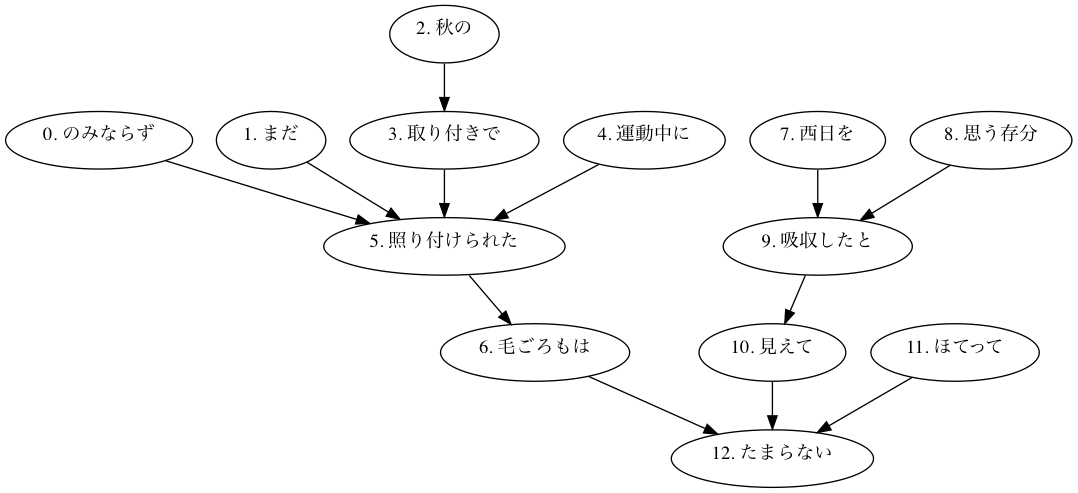 2. 秋の
0. のみならず
1. まだ
3. 取り付きで
4. 運動中に
7. 西日を
8. 思う存分
5. 照り付けられた
9. 吸収したと
6. 毛ごろもは
10. 見えて
11. ほてって
12. たまらない